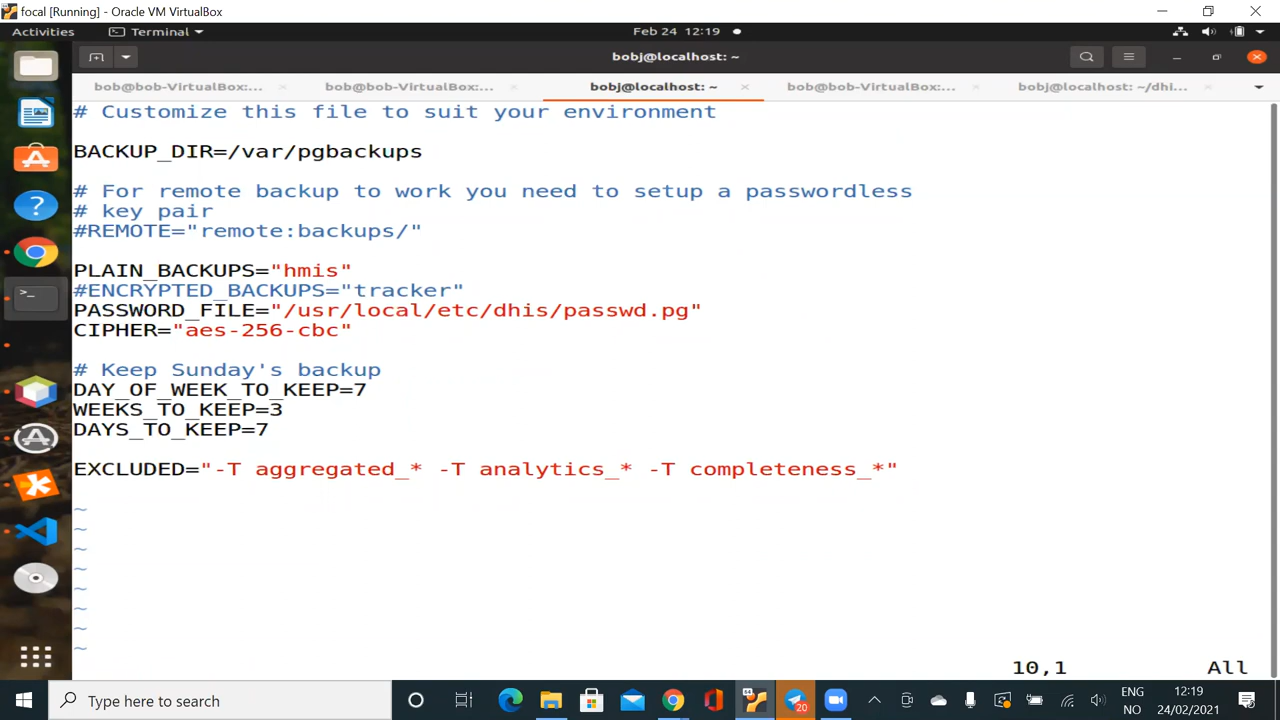 focal [Running] - Oracle VM VirtualBox
Activities Terminal Feb 24 12:19
bobj@localhost: ~
bob@bob-VirtualBox:... bob@bob-VirtualBox:... bobj@localhost: ~ bob@bob-VirtualBox:... bobj@localhost: ~/dhi...
# Customize this file to suit your environment
BACKUP_DIR=/var/pgbackups
# For remote backup to work you need to setup a passwordless
# key pair
#REMOTE="remote:backups/"
PLAIN_BACKUPS="hmis"
#ENCRYPTED_BACKUPS="tracker"
PASSWORD_FILE="/usr/local/etc/dhis/passwd.pg"
CIPHER="aes-256-cbc"
# Keep Sunday's backup
DAY_OF_WEEK_TO_KEEP=7
WEEKS_TO_KEEP=3
DAYS_TO_KEEP=7
EXCLUDED="-T aggregated_* -T analytics_* -T completeness_*"
~
~
~
~
~
~
~
~
10,1 All
Type here to search
20
ENG
NO
12:19
24/02/2021